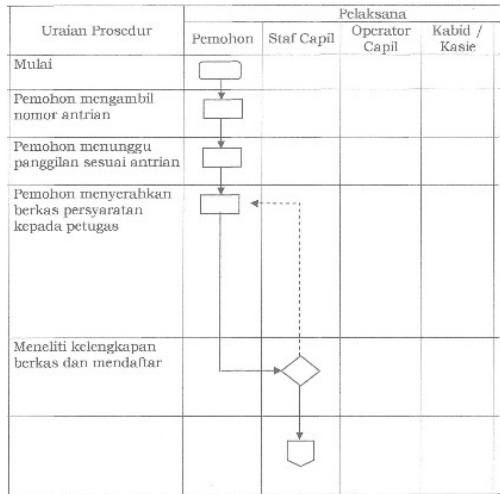 Uraian Prosedur
Pelaksana
Pemohon
Staf Capil
Operator
Capil
Kabid /
Kasie
Mulai
Pemohon mengambil
nomor antrian
Pemohon menunggu
panggilan sesuai antrian
Pemohon menyerahkan
berkas persyaratan
kepada petugas
Meneliti kelengkapan
berkas dan mendaftar